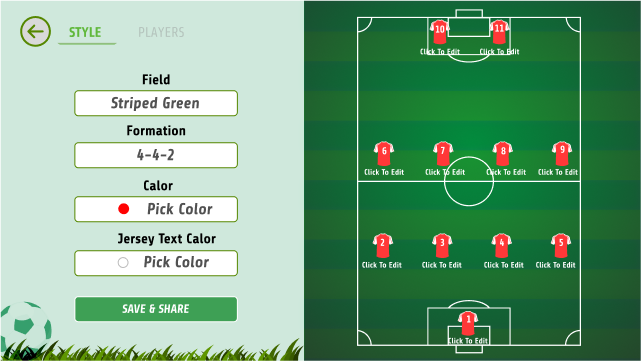 STYLE PLAYERS
Field
Striped Green
Formation
4-4-2
Calor
Pick Color
Jersey Text Calor
Pick Color
SAVE & SHARE
10 11
Click To Edit Click To Edit
6 7 8 9
Click To Edit Click To Edit Click To Edit Click To Edit
2 3 4 5
Click To Edit Click To Edit Click To Edit Click To Edit
1
Click To Edit